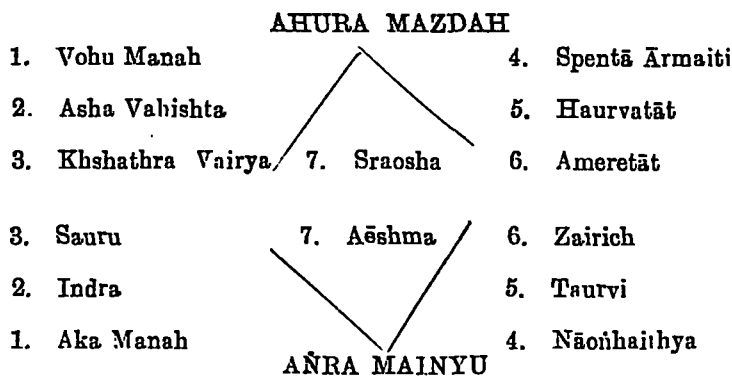 AHURA MAZDAH
1. Vohu Manah 4. Spentā Ārmaiti
2. Asha Vahishta 5. Haurvatāt
3. Khshathra Vairya 7. Sraosha 6. Ameretāt
3. Sauru 7. Aēshma 6. Zairich
2. Indra 5. Taurvi
1. Aka Manah 4. Nāoṅhaithya
AÑRA MAINYU